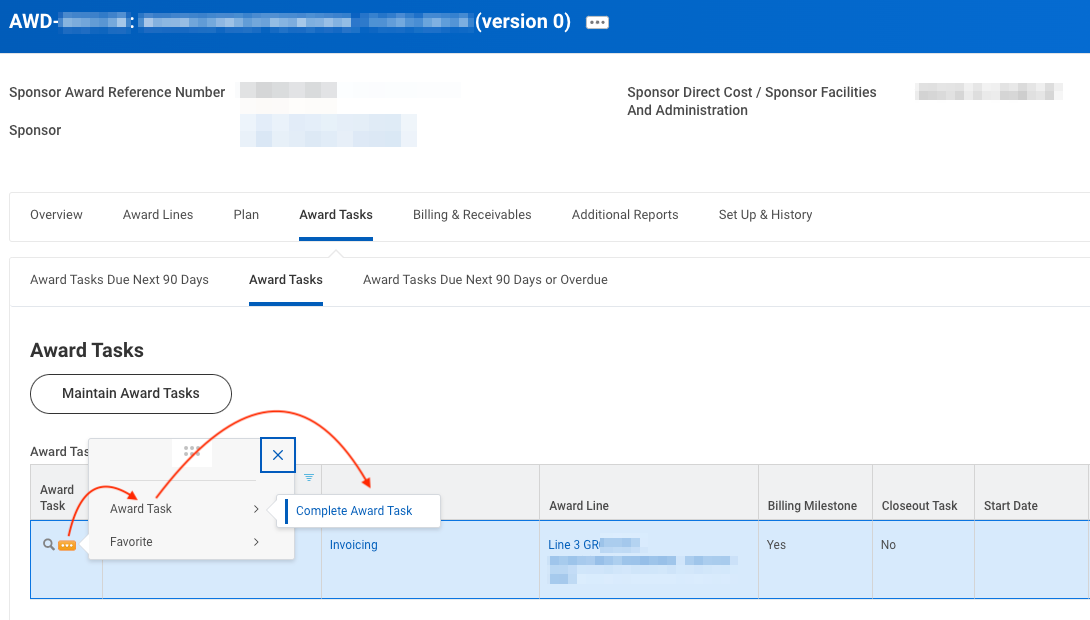 AWD-
: (version 0)
Sponsor Award Reference Number
Sponsor
Sponsor Direct Cost / Sponsor Facilities
And Administration
Overview Award Lines Plan Award Tasks Billing & Receivables Additional Reports Set Up & History
Award Tasks Due Next 90 Days Award Tasks Award Tasks Due Next 90 Days or Overdue
Award Tasks
Maintain Award Tasks
Award Tas
Award
Task
Award Line Billing Milestone Closeout Task Start Date
Award Task
Complete Award Task
Favorite
Invoicing
Line 3 GR
Yes
No